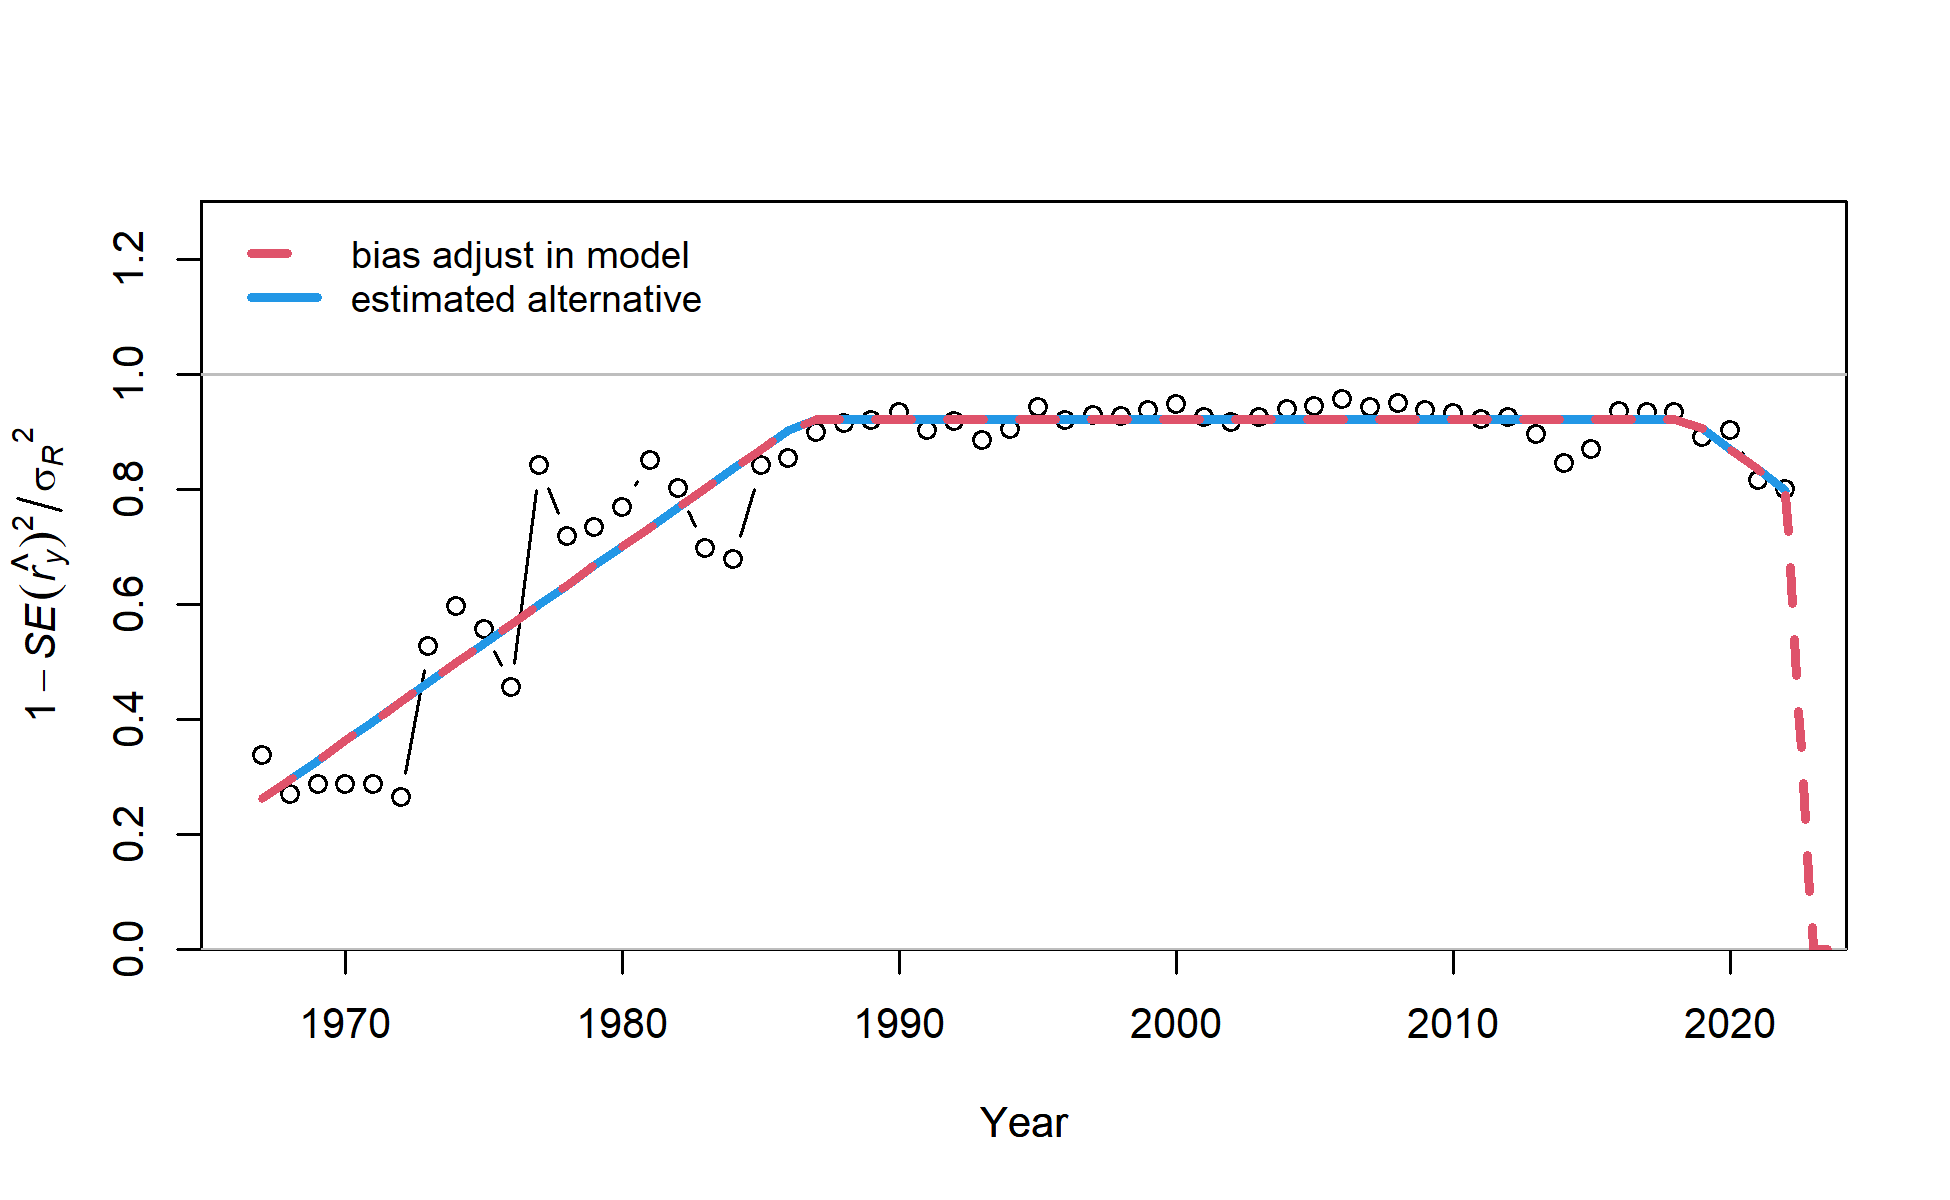 bias adjust in model
estimated alternative
1 − SE(r̂y)² / σR²
1.2
1.0
0.8
0.6
0.4
0.2
0.0
1970 1980 1990 2000 2010 2020
Year